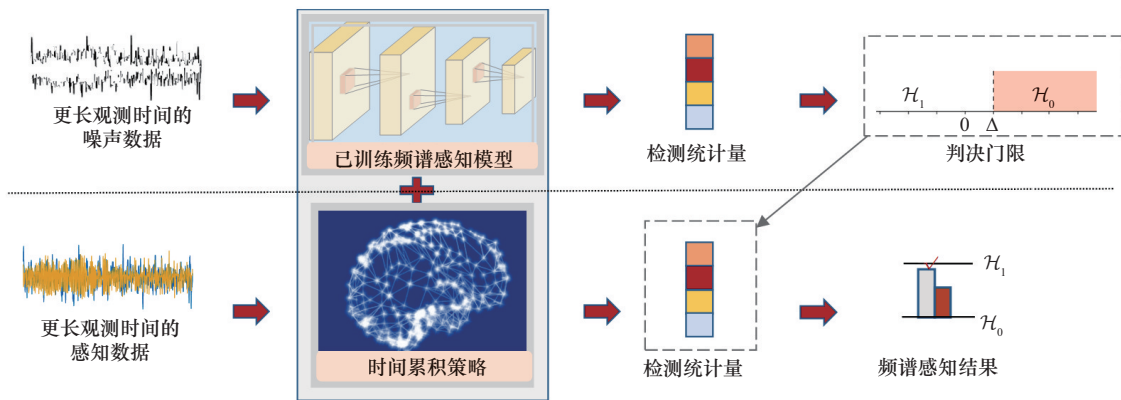 更长观测时间的
噪声数据
已训练频谱感知模型
检测统计量
ℋ₁
ℋ₀
0 Δ
判决门限
更长观测时间的
感知数据
时间累积策略
检测统计量
ℋ₁
ℋ₀
频谱感知结果